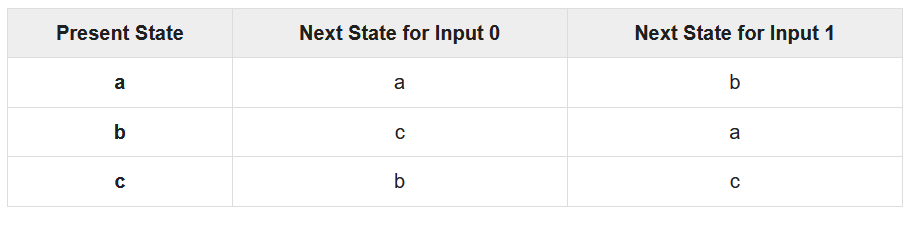 Present State Next State for Input 0 Next State for Input 1
a a b
b c a
c b c